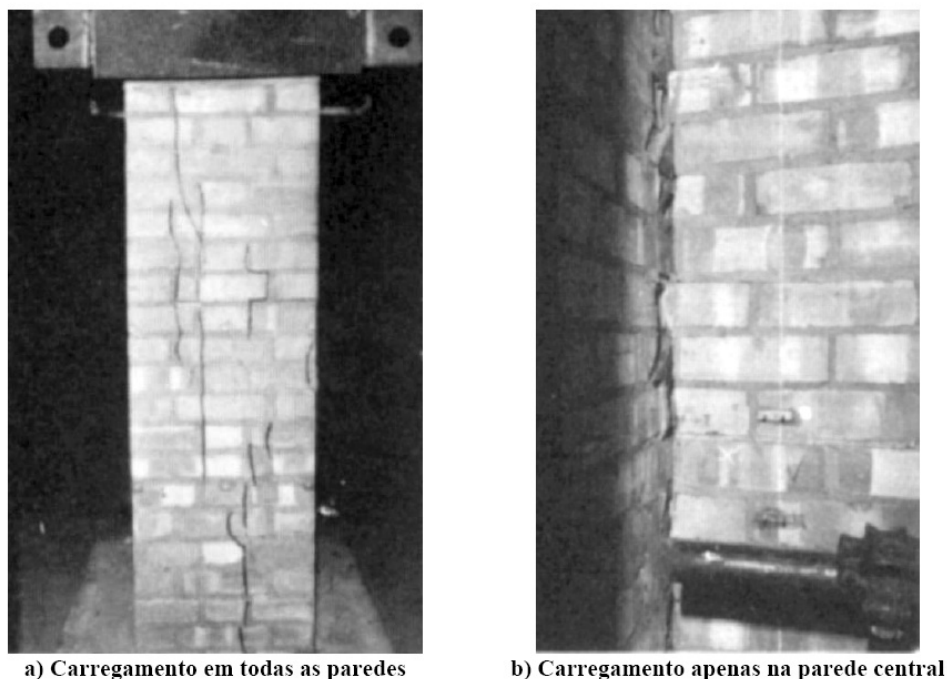 a) Carregamento em todas as paredes
b) Carregamento apenas na parede central